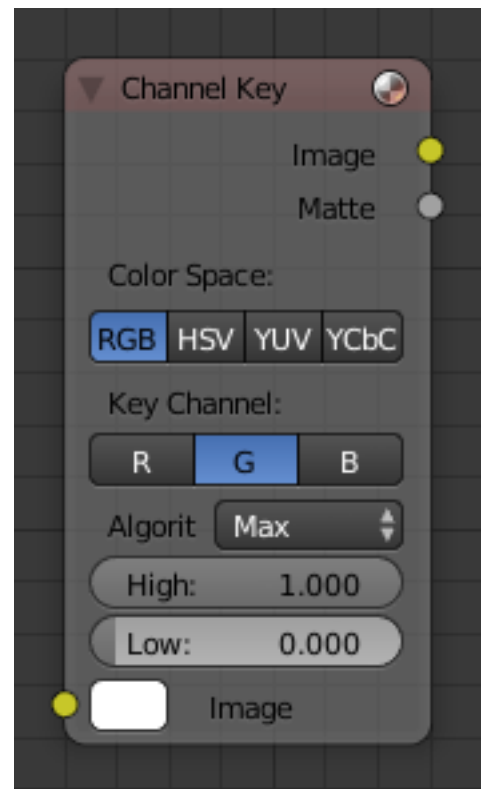 Channel Key
Image
Matte
Color Space:
RGB HSV YUV YCbC
Key Channel:
R G B
Algorit Max
High: 1.000
Low: 0.000
Image